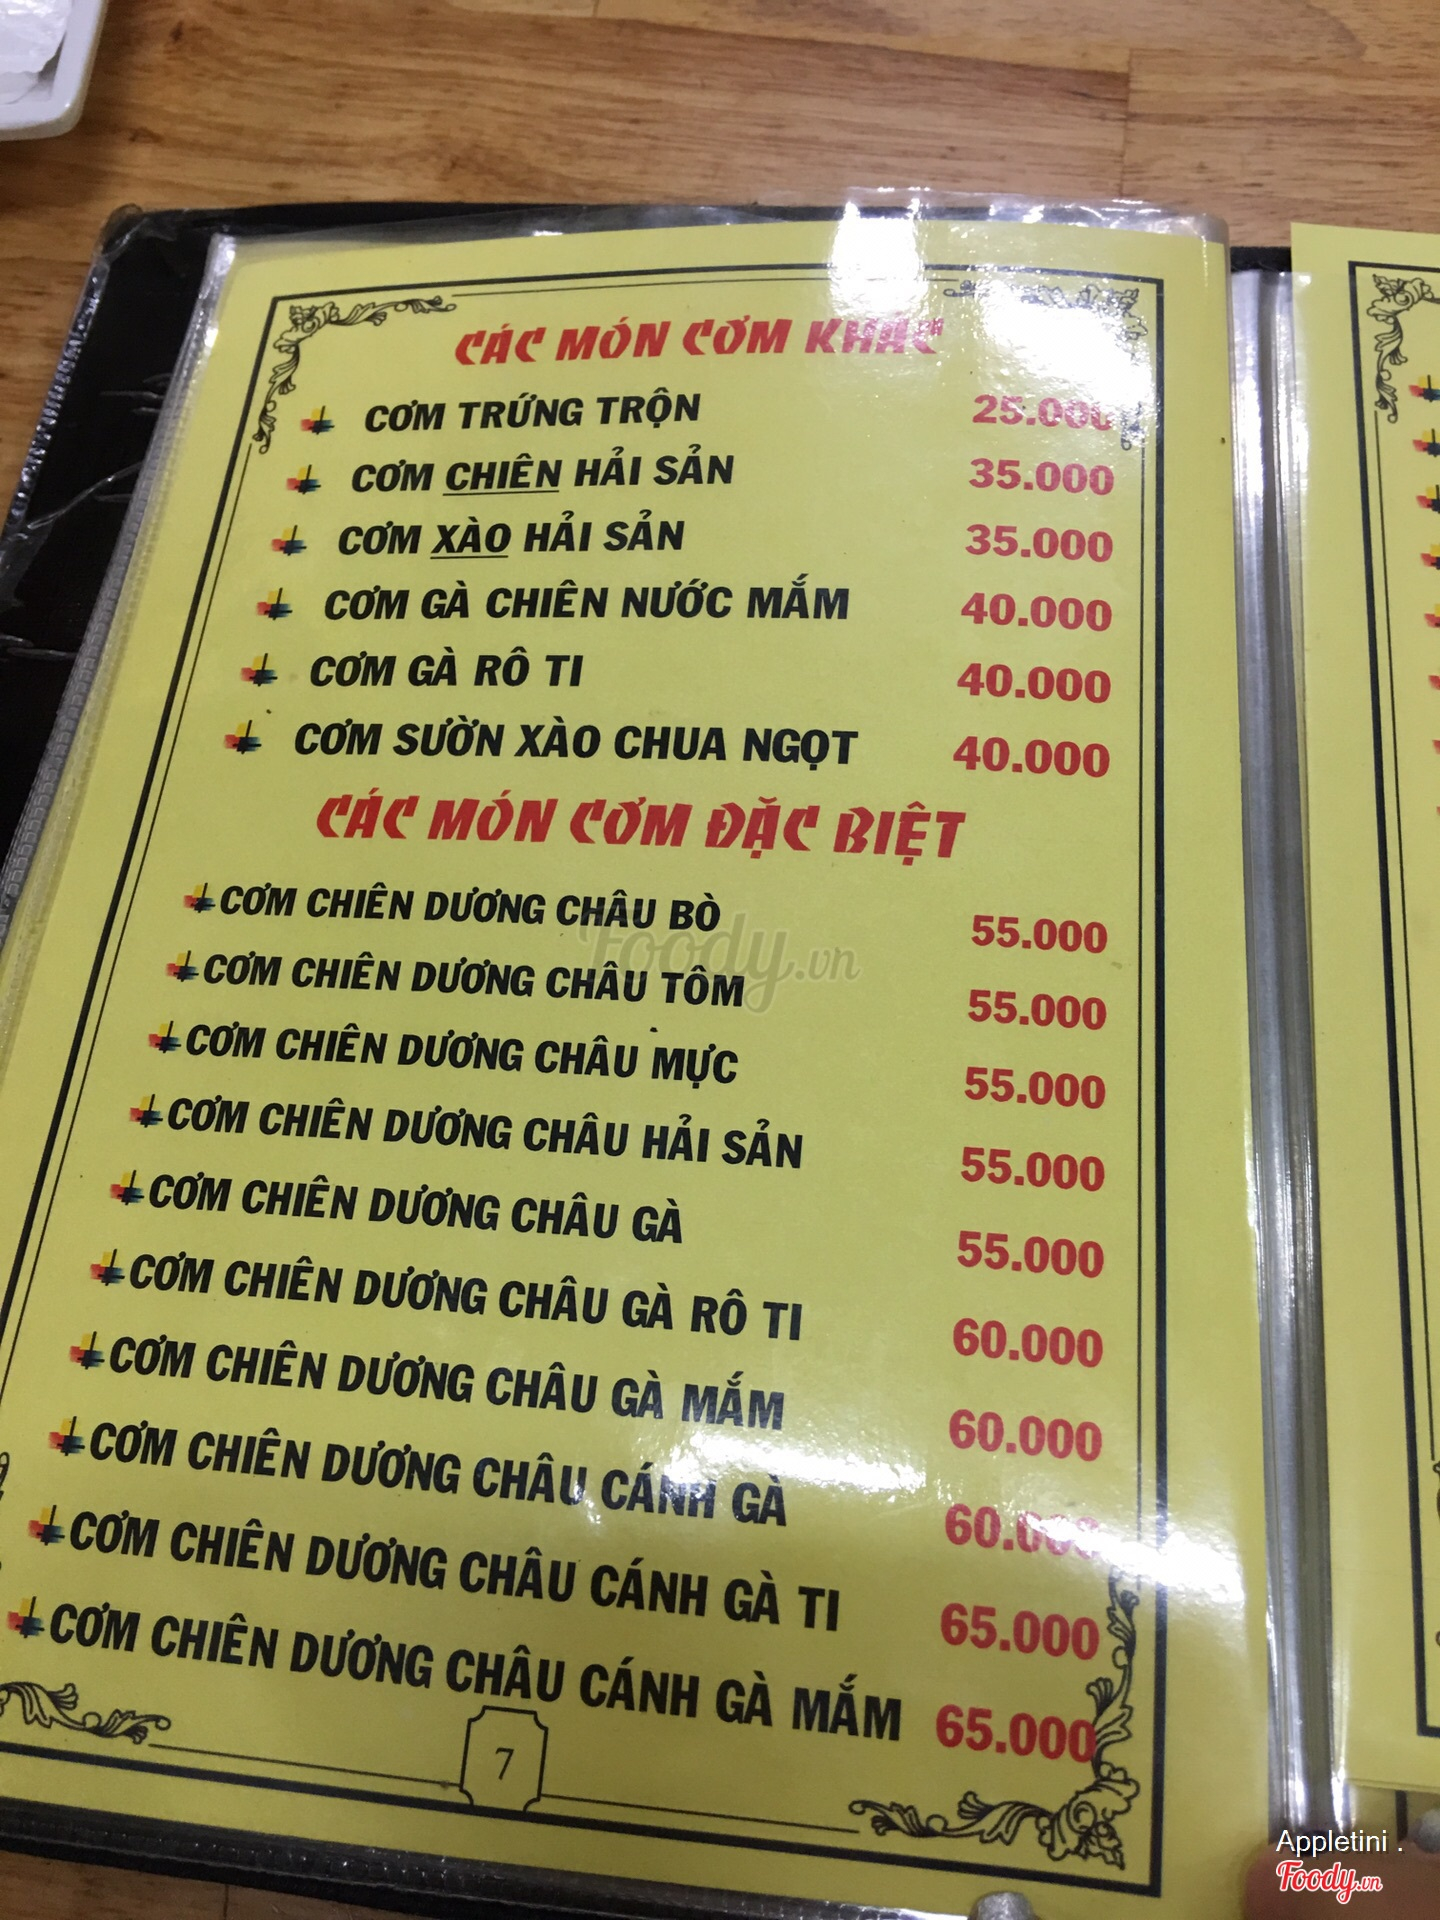 CÁC MÓN CƠM KHÁC
CƠM TRỨNG TRỘN 25.000
CƠM CHIÊN HẢI SẢN 35.000
CƠM XÀO HẢI SẢN 35.000
CƠM GÀ CHIÊN NƯỚC MẮM 40.000
CƠM GÀ RÔ TI 40.000
CƠM SƯỜN XÀO CHUA NGỌT 40.000
CÁC MÓN CƠM ĐẶC BIỆT
CƠM CHIÊN DƯƠNG CHÂU BÒ 55.000
CƠM CHIÊN DƯƠNG CHÂU TÔM 55.000
CƠM CHIÊN DƯƠNG CHÂU MỰC 55.000
CƠM CHIÊN DƯƠNG CHÂU HẢI SẢN 55.000
CƠM CHIÊN DƯƠNG CHÂU GÀ 55.000
CƠM CHIÊN DƯƠNG CHÂU GÀ RÔ TI 60.000
CƠM CHIÊN DƯƠNG CHÂU GÀ MẮM 60.000
CƠM CHIÊN DƯƠNG CHÂU CÁNH GÀ 60.000
CƠM CHIÊN DƯƠNG CHÂU CÁNH GÀ TI 65.000
CƠM CHIÊN DƯƠNG CHÂU CÁNH GÀ MẮM 65.000
7
Foody.vn
Appletini .
Foody.vn